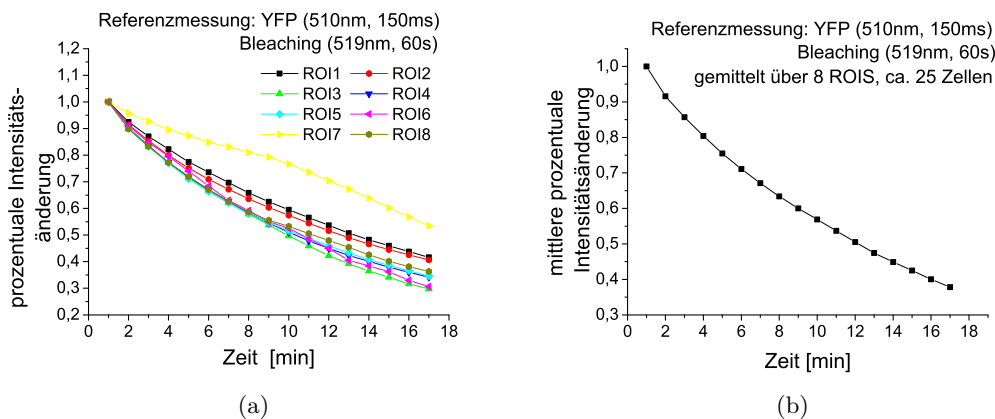 Referenzmessung: YFP (510nm, 150ms)
Bleaching (519nm, 60s)
ROI1 ROI2
ROI3 ROI4
ROI5 ROI6
ROI7 ROI8
1,2
1,0
0,9
0,8
0,7
0,6
0,5
0,4
0,3
0,2
prozentuale Intensitäts-
änderung
0 2 4 6 8 10 12 14 16 18
Zeit [min]
(a)
Referenzmessung: YFP (510nm, 150ms)
Bleaching (519nm, 60s)
gemittelt über 8 ROIS, ca. 25 Zellen
1,0
0,9
0,8
0,7
0,6
0,5
0,4
0,3
mittlere prozentuale
Intensitätsänderung
0 2 4 6 8 10 12 14 16 18
Zeit [min]
(b)